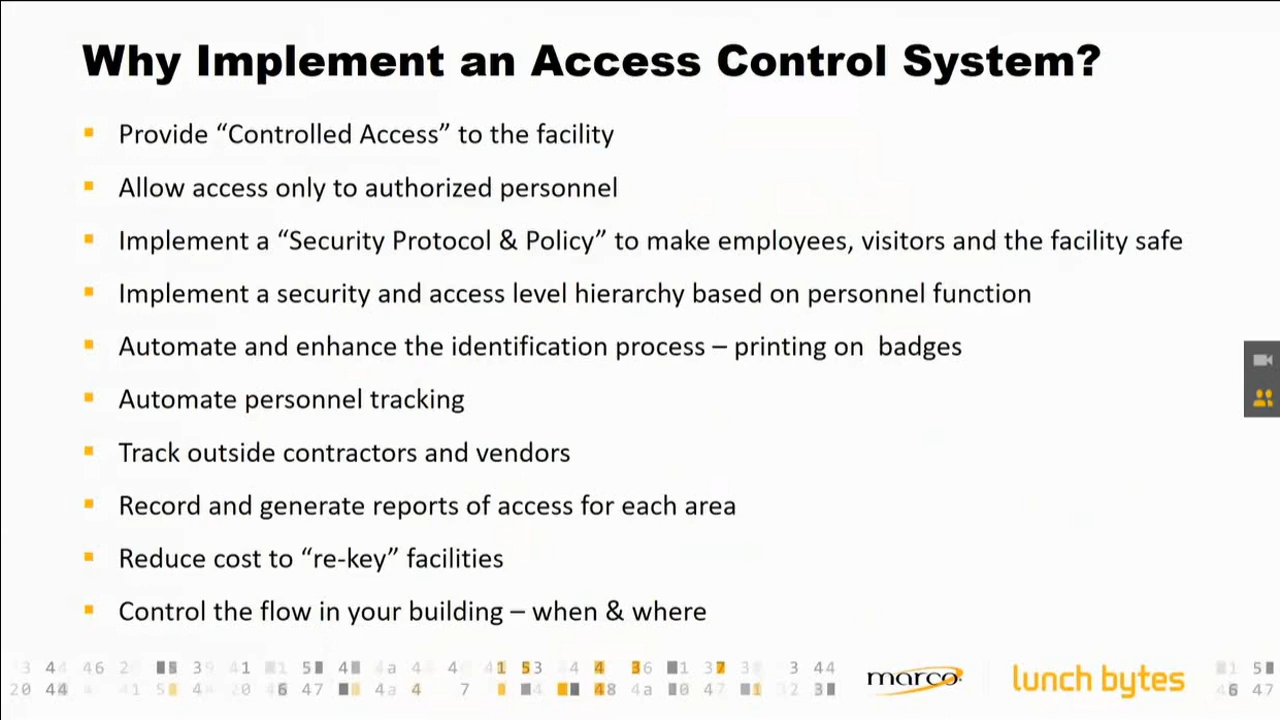 Why Implement an Access Control System?
Provide “Controlled Access” to the facility
Allow access only to authorized personnel
Implement a “Security Protocol & Policy” to make employees, visitors and the facility safe
Implement a security and access level hierarchy based on personnel function
Automate and enhance the identification process – printing on  badges
Automate personnel tracking
Track outside contractors and vendors
Record and generate reports of access for each area
Reduce cost to “re-key” facilities
Control the flow in your building – when & where
marco
lunch bytes